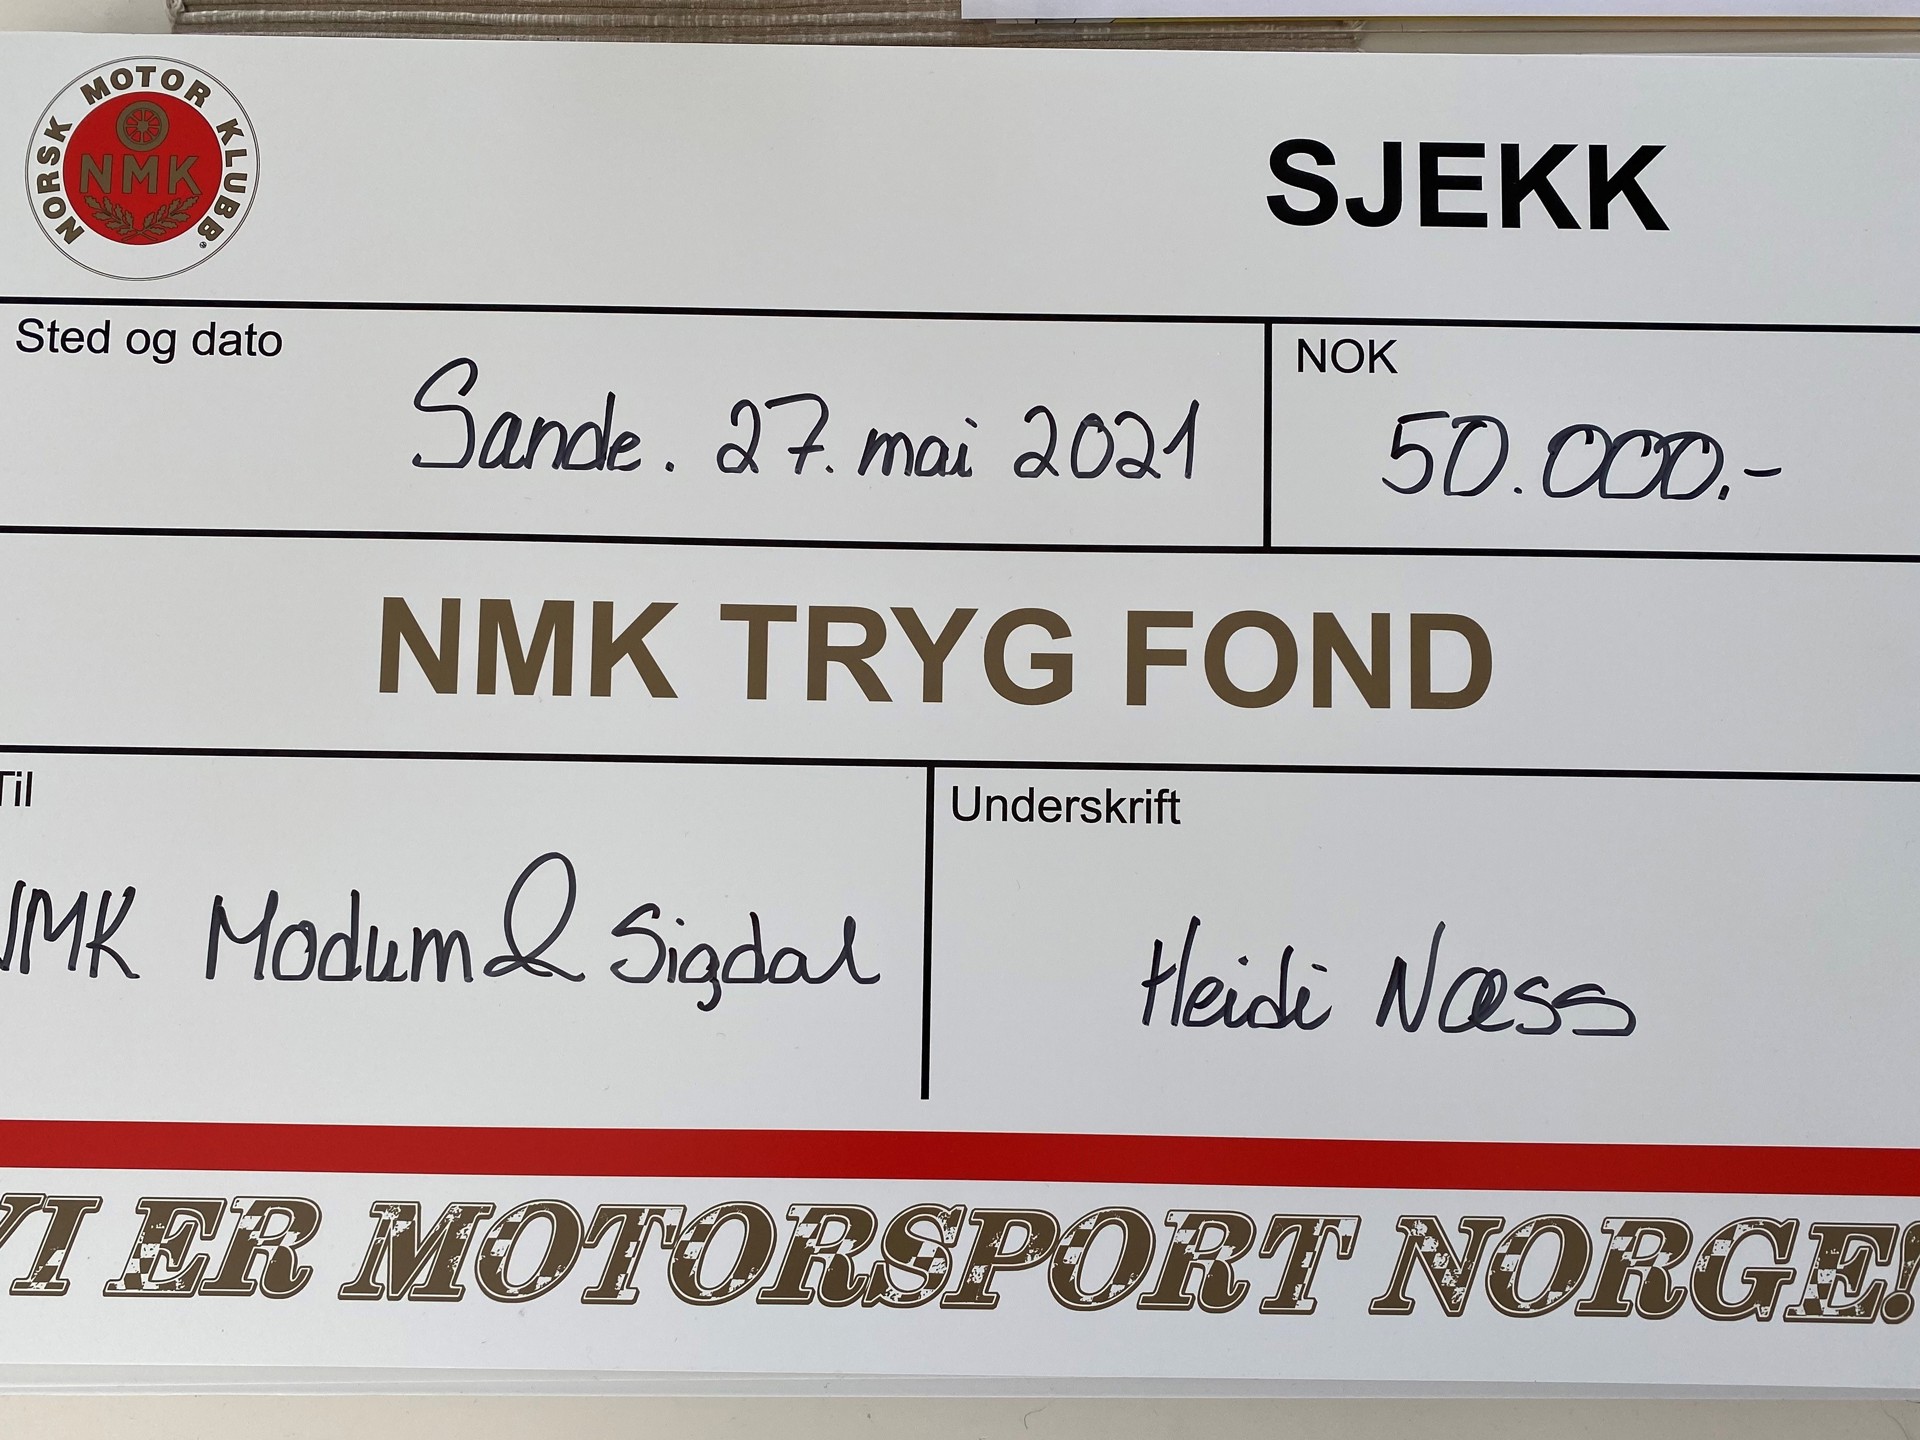 NORSK MOTOR KLUBB
NMK
SJEKK
Sted og dato
NOK
Sande. 27. mai 2021
50.000.-
NMK TRYG FOND
Til
Underskrift
NMK Modum & Sigdal
Heidi Næss
VI ER MOTORSPORT NORGE!